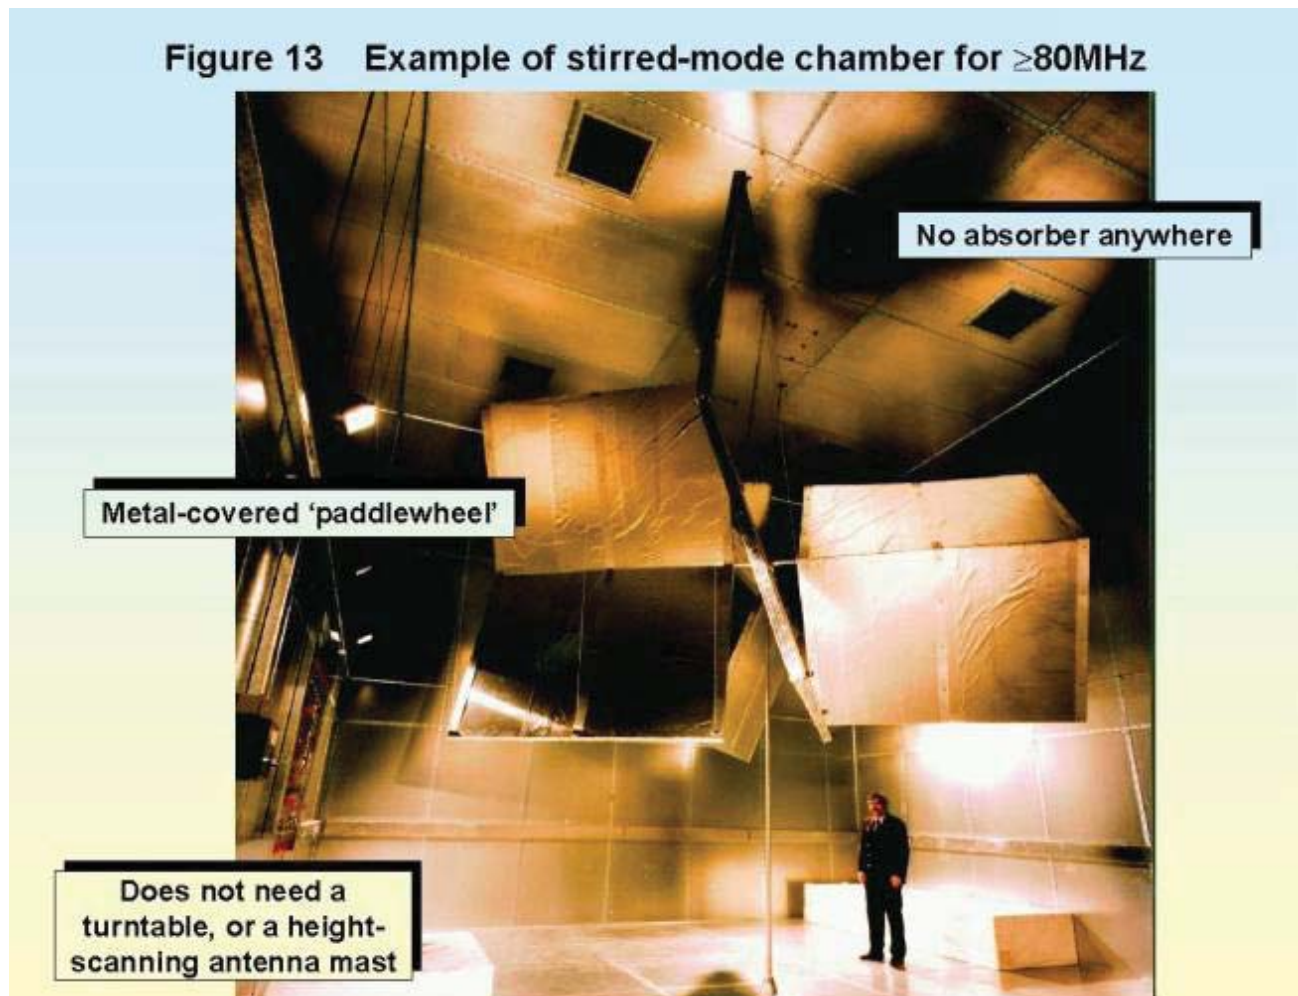 Figure 13 Example of stirred-mode chamber for ≥80MHz
No absorber anywhere
Metal-covered ‘paddlewheel’
Does not need a
turntable, or a height-
scanning antenna mast